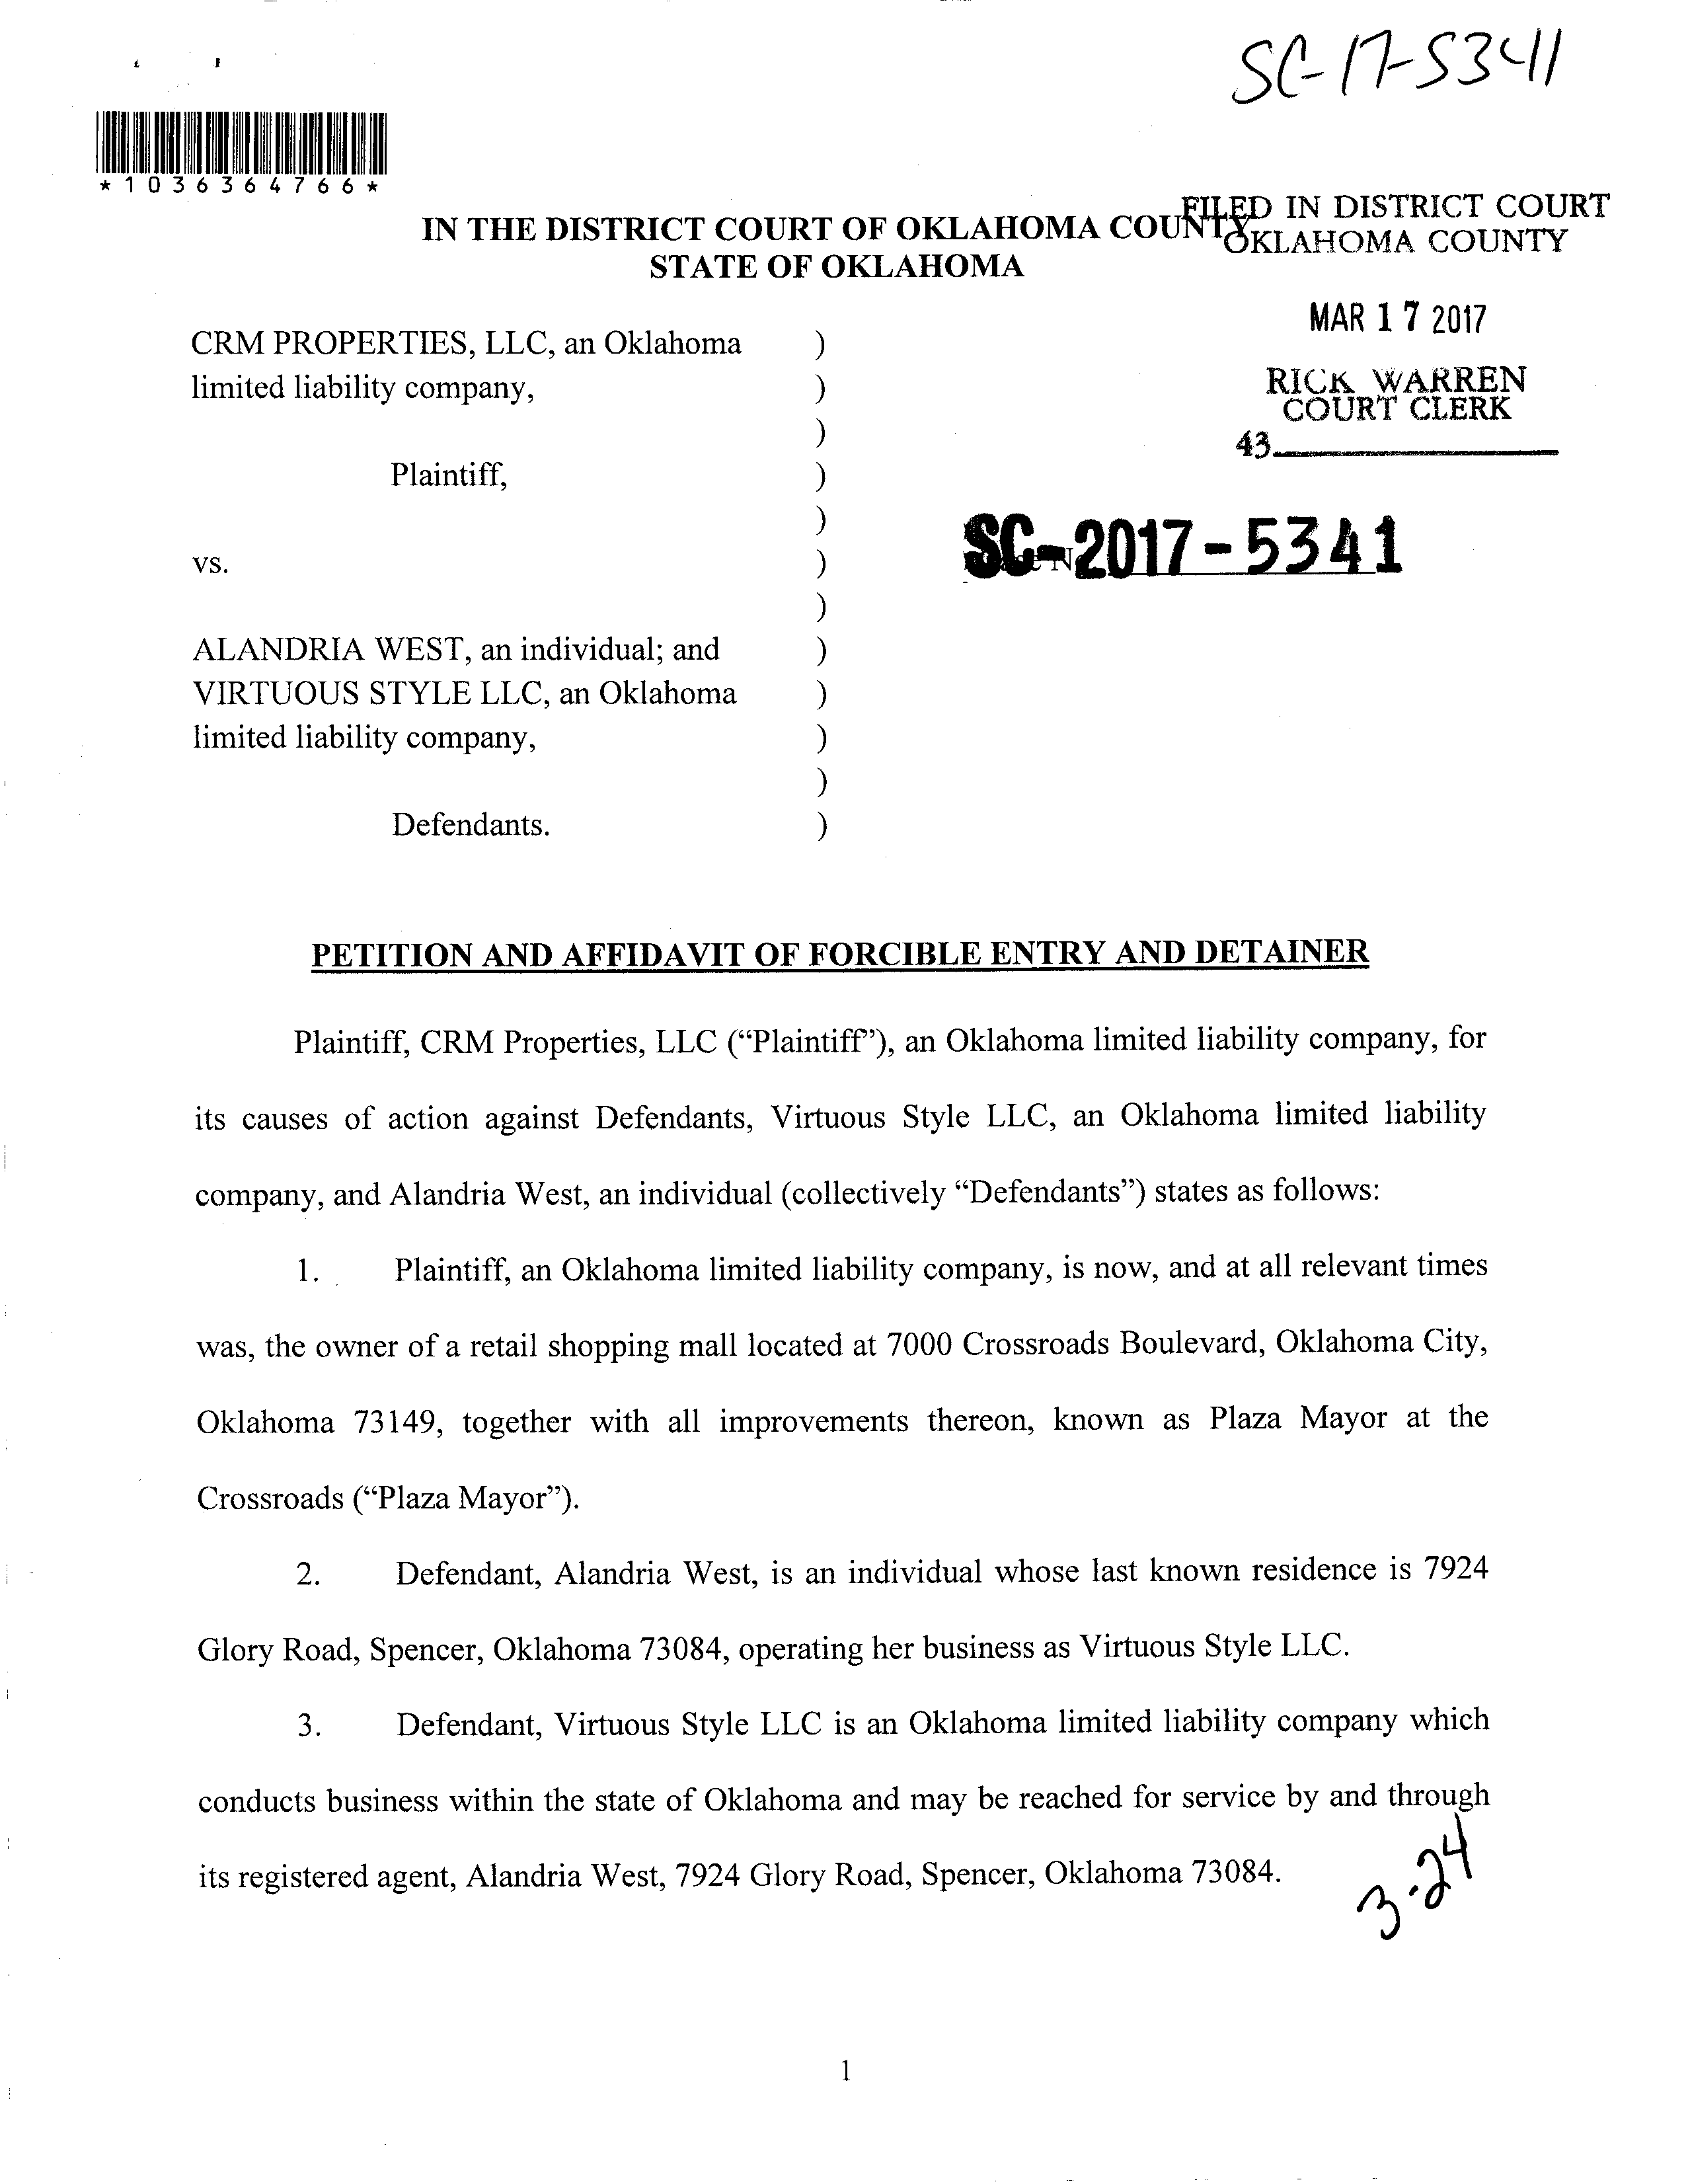 SC-17-5341
*1036364766*
IN THE DISTRICT COURT OF OKLAHOMA COUNTY
STATE OF OKLAHOMA
FILED IN DISTRICT COURT
OKLAHOMA COUNTY
MAR 17 2017
RICK WARREN
COURT CLERK
43
CRM PROPERTIES, LLC, an Oklahoma )
limited liability company, )
)
Plaintiff, )
)
vs. )
)
ALANDRIA WEST, an individual; and )
VIRTUOUS STYLE LLC, an Oklahoma )
limited liability company, )
)
Defendants. )
SC-2017-5341
PETITION AND AFFIDAVIT OF FORCIBLE ENTRY AND DETAINER
Plaintiff, CRM Properties, LLC (“Plaintiff”), an Oklahoma limited liability company, for
its causes of action against Defendants, Virtuous Style LLC, an Oklahoma limited liability
company, and Alandria West, an individual (collectively “Defendants”) states as follows:
1. Plaintiff, an Oklahoma limited liability company, is now, and at all relevant times
was, the owner of a retail shopping mall located at 7000 Crossroads Boulevard, Oklahoma City,
Oklahoma 73149, together with all improvements thereon, known as Plaza Mayor at the
Crossroads (“Plaza Mayor”).
2. Defendant, Alandria West, is an individual whose last known residence is 7924
Glory Road, Spencer, Oklahoma 73084, operating her business as Virtuous Style LLC.
3. Defendant, Virtuous Style LLC is an Oklahoma limited liability company which
conducts business within the state of Oklahoma and may be reached for service by and through
its registered agent, Alandria West, 7924 Glory Road, Spencer, Oklahoma 73084.
3-24
1